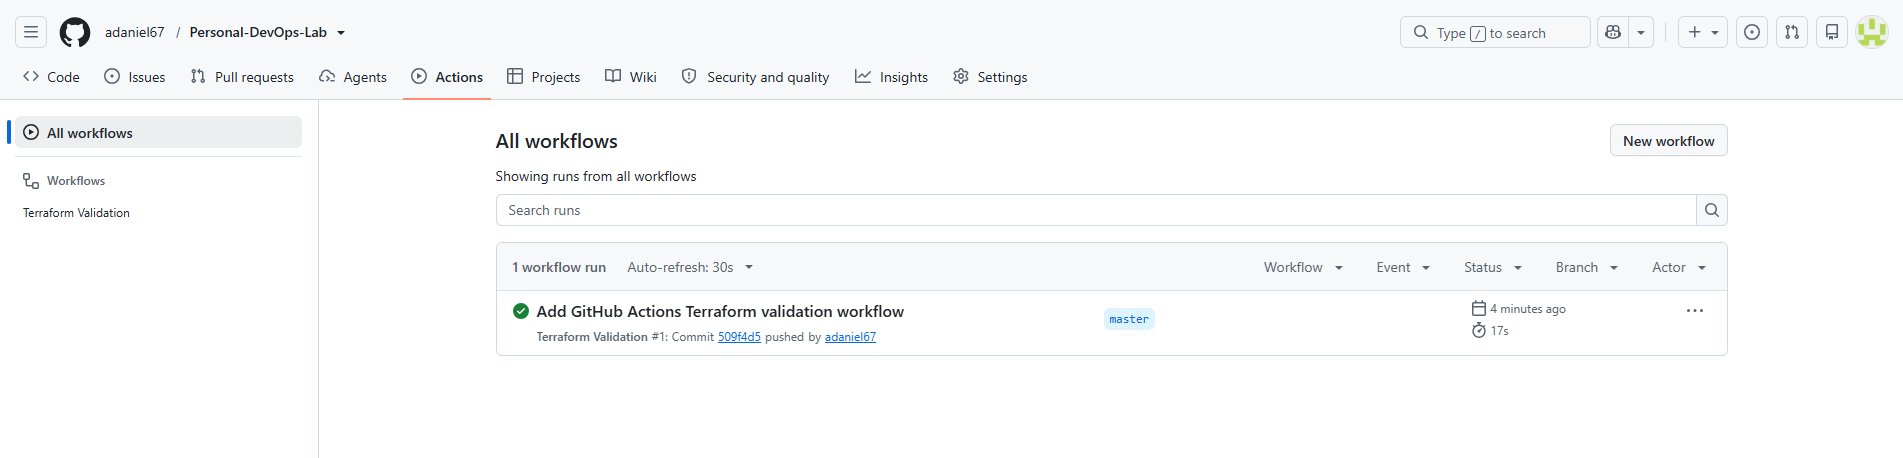 adaniel67 / Personal-DevOps-Lab
Type / to search
Code Issues Pull requests Agents Actions Projects Wiki Security and quality Insights Settings
All workflows
Workflows
Terraform Validation
All workflows
New workflow
Showing runs from all workflows
Search runs
1 workflow run Auto-refresh: 30s Workflow Event Status Branch Actor
Add GitHub Actions Terraform validation workflow
Terraform Validation #1: Commit 509f4d5 pushed by adaniel67
master
4 minutes ago
17s